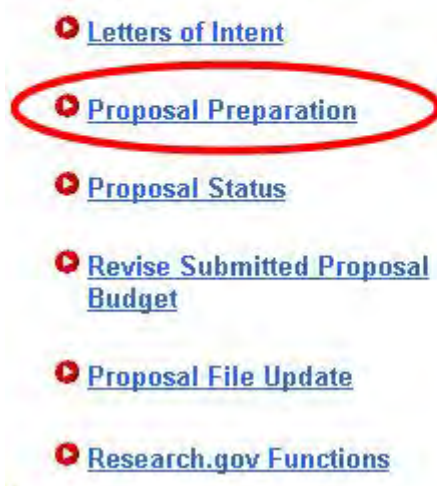 Letters of Intent
Proposal Preparation
Proposal Status
Revise Submitted Proposal
Budget
Proposal File Update
Research.gov Functions